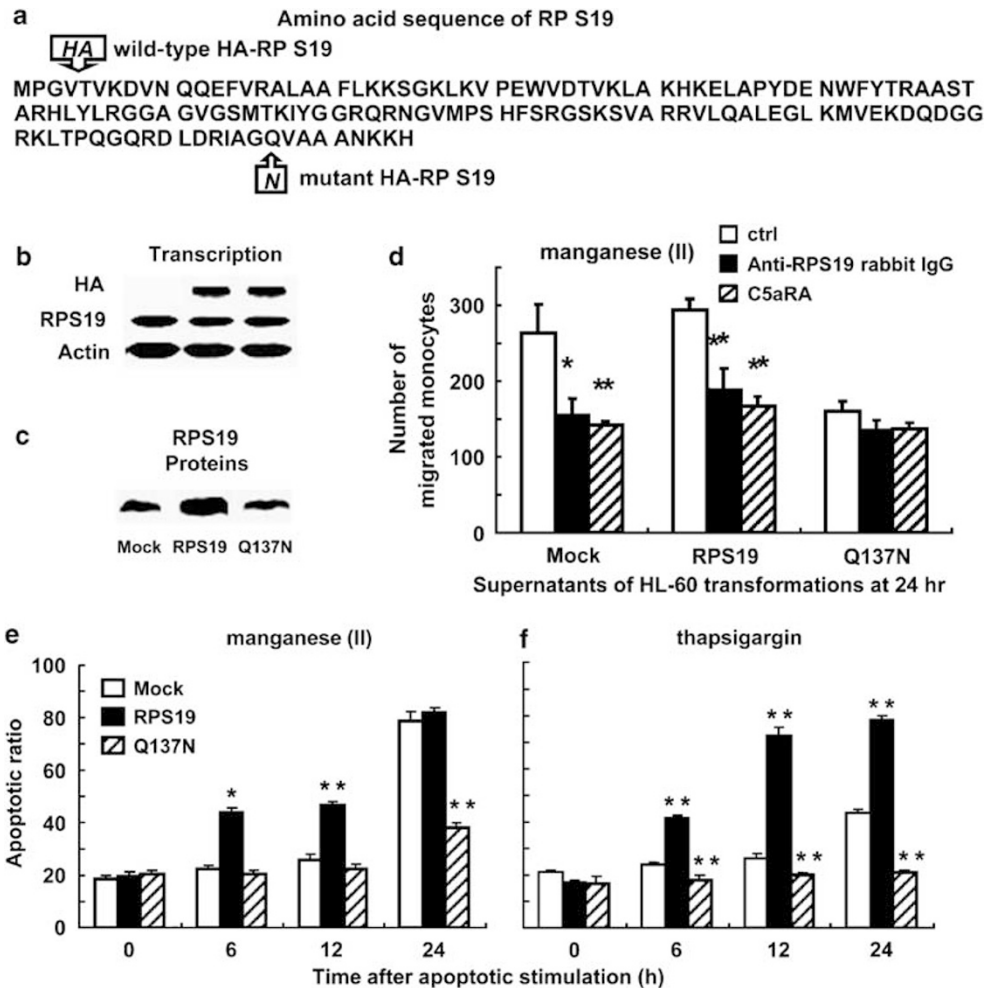 a
Amino acid sequence of RP S19
HA wild-type HA-RP S19
MPGVTVKDVN QQEFVRALAA FLKKSGKLKV PEWVDTVKLA KHKELAPYDE NWFYTRAAST
ARHLYLRGGA GVGSMTKIYGGRQRNGVMPS HFSRGSKSVA RRVLQALEGL KMVEKDQDGG
RKLTPQGQRD LDRIAGQVAA ANKKH
N mutant HA-RP S19
b
Transcription
HA
RPS19
Actin
c
RPS19
Proteins
Mock RPS19 Q137N
d
manganese (II)
ctrl
Anti-RPS19 rabbit IgG
C5aRA
Number of
migrated monocytes
300
200
100
0
*
**
**
**
Mock RPS19 Q137N
Supernatants of HL-60 transformations at 24 hr
e
manganese (II)
Mock
RPS19
Q137N
Apoptotic ratio
100
80
60
40
20
0
*
* *
* *
0 6 12 24
f
thapsigargin
* *
* *
* *
* *
* *
* *
0 6 12 24
Time after apoptotic stimulation (h)